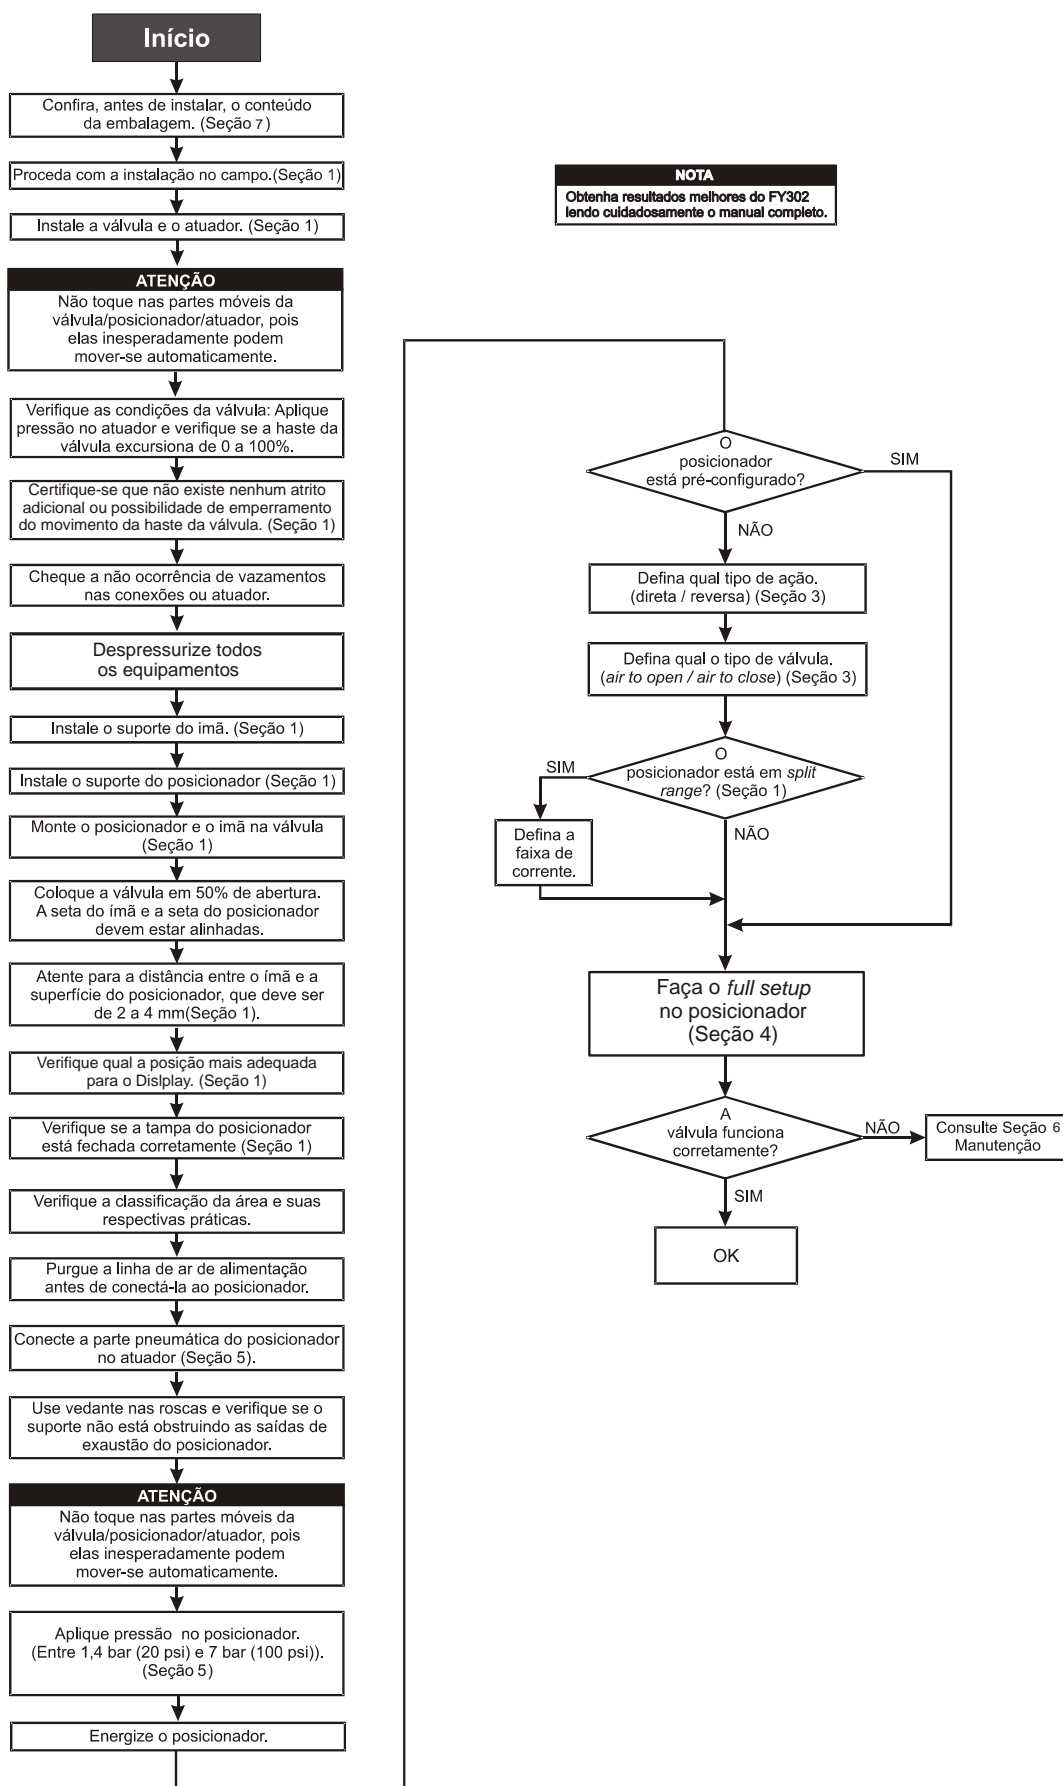 Início
Confira, antes de instalar, o conteúdo
da embalagem. (Seção 7)
Proceda com a instalação no campo.(Seção 1)
Instale a válvula e o atuador. (Seção 1)
ATENÇÃO
Não toque nas partes móveis da
válvula/posicionador/atuador, pois
elas inesperadamente podem
mover-se automaticamente.
Verifique as condições da válvula: Aplique
pressão no atuador e verifique se a haste da
válvula excursiona de 0 a 100%.
Certifique-se que não existe nenhum atrito
adicional ou possibilidade de emperramento
do movimento da haste da válvula. (Seção 1)
Cheque a não ocorrência de vazamentos
nas conexões ou atuador.
Despressurize todos
os equipamentos
Instale o suporte do imã. (Seção 1)
Instale o suporte do posicionador (Seção 1)
Monte o posicionador e o imã na válvula
(Seção 1)
Coloque a válvula em 50% de abertura.
A seta do ímã e a seta do posicionador
devem estar alinhadas.
Atente para a distância entre o ímã e a
superfície do posicionador, que deve ser
de 2 a 4 mm(Seção 1).
Verifique qual a posição mais adequada
para o Dislplay. (Seção 1)
Verifique se a tampa do posicionador
está fechada corretamente (Seção 1)
Verifique a classificação da área e suas
respectivas práticas.
Purgue a linha de ar de alimentação
antes de conectá-la ao posicionador.
Conecte a parte pneumática do posicionador
no atuador (Seção 5).
Use vedante nas roscas e verifique se o
suporte não está obstruindo as saídas de
exaustão do posicionador.
ATENÇÃO
Não toque nas partes móveis da
válvula/posicionador/atuador, pois
elas inesperadamente podem
mover-se automaticamente.
Aplique pressão no posicionador.
(Entre 1,4 bar (20 psi) e 7 bar (100 psi)).
(Seção 5)
Energize o posicionador.
NOTA
Obtenha resultados melhores do FY302
lendo cuidadosamente o manual completo.
O
posicionador
está pré-configurado?
SIM
NÃO
Defina qual tipo de ação.
(direta / reversa) (Seção 3)
Defina qual o tipo de válvula.
(air to open / air to close) (Seção 3)
O
posicionador está em split
range? (Seção 1)
SIM
Defina a
faixa de
corrente.
NÃO
Faça o full setup
no posicionador
(Seção 4)
A
válvula funciona
corretamente?
NÃO
Consulte Seção 6
Manutenção
SIM
OK